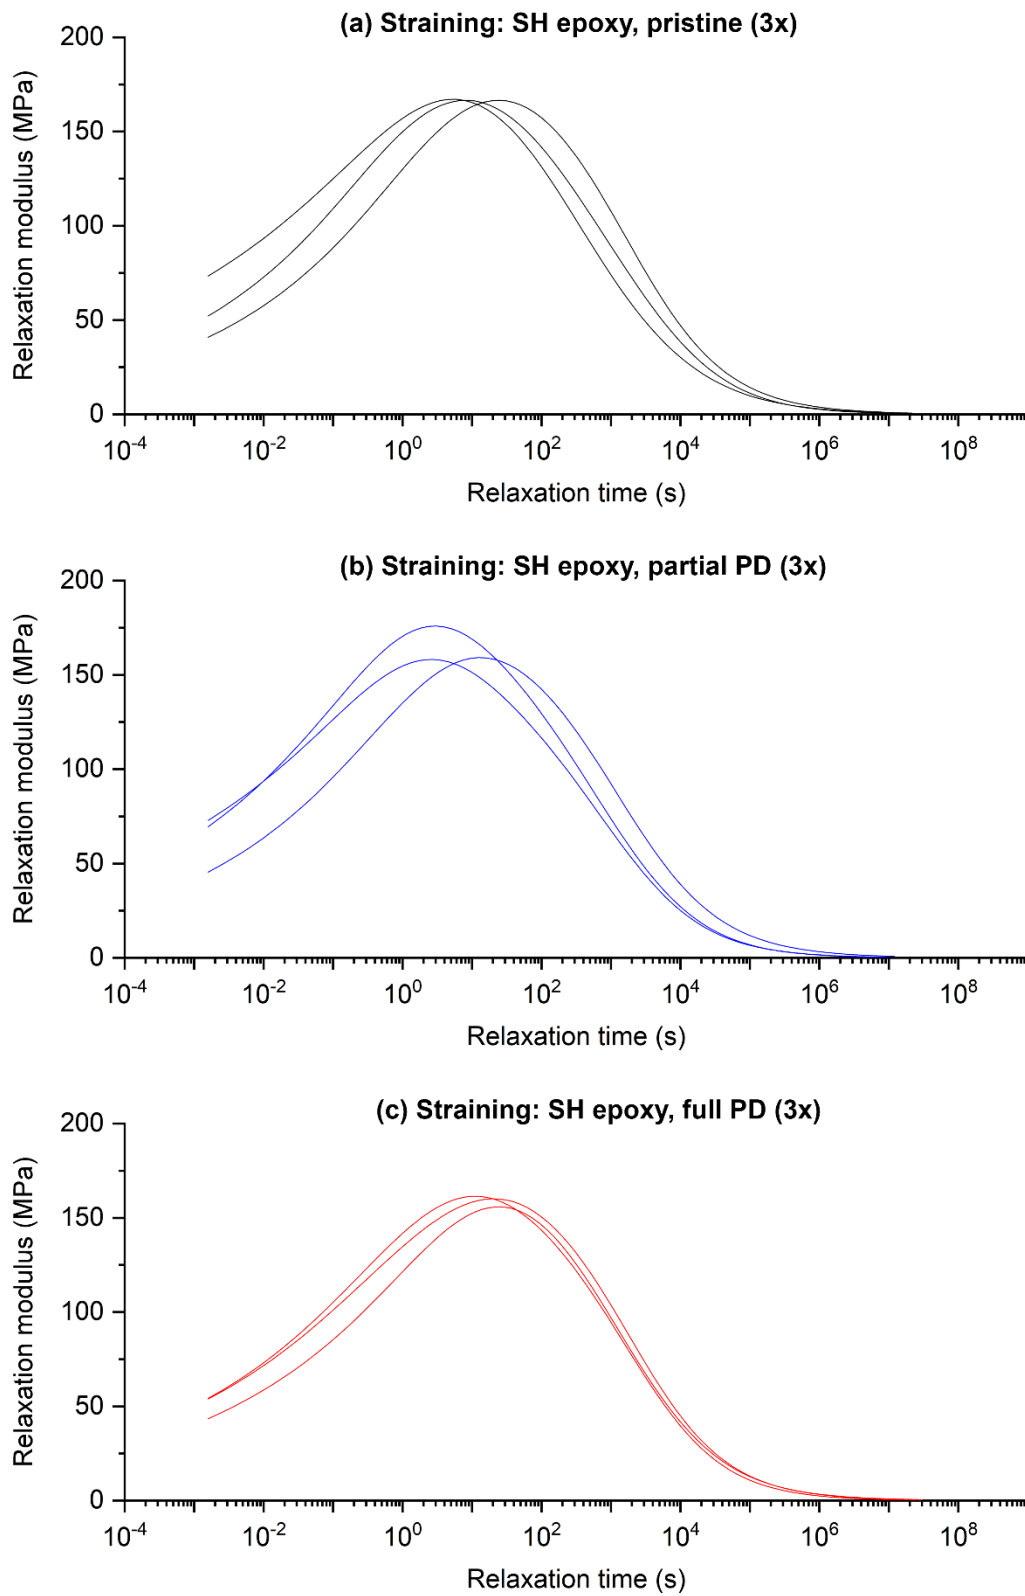 (a) Straining: SH epoxy, pristine (3x)
Relaxation modulus (MPa)
200
150
100
50
0
10-4 10-2 100 102 104 106 108
Relaxation time (s)
(b) Straining: SH epoxy, partial PD (3x)
Relaxation modulus (MPa)
200
150
100
50
0
10-4 10-2 100 102 104 106 108
Relaxation time (s)
(c) Straining: SH epoxy, full PD (3x)
Relaxation modulus (MPa)
200
150
100
50
0
10-4 10-2 100 102 104 106 108
Relaxation time (s)